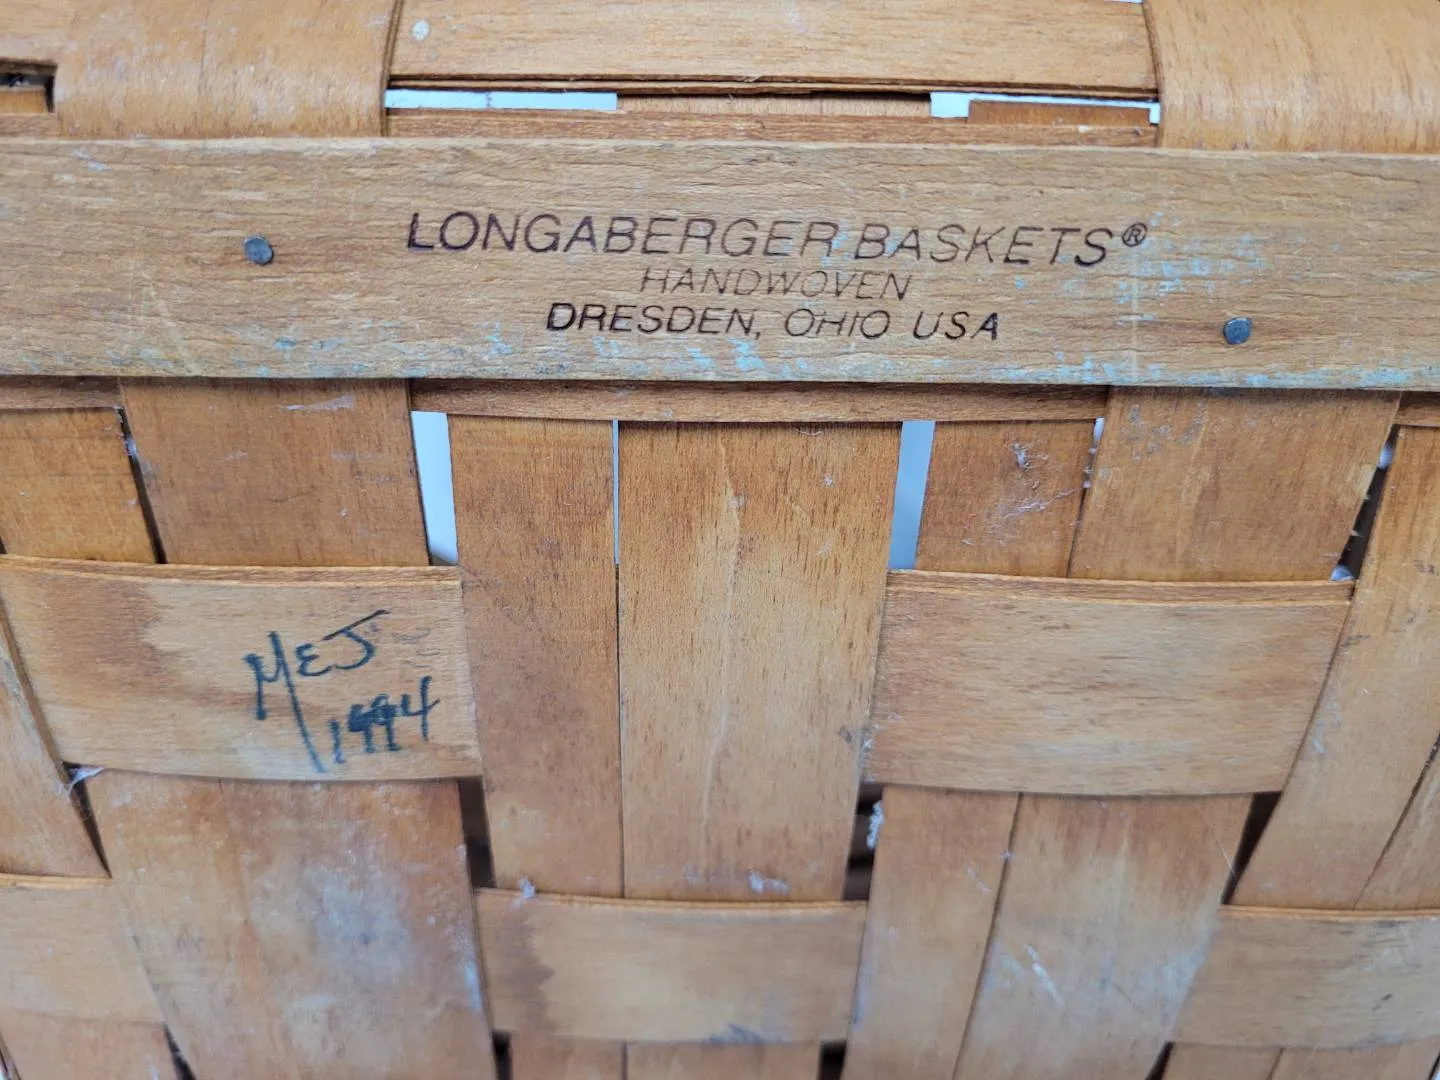 LONGABERGER BASKETS®
HANDWOVEN
DRESDEN, OHIO USA
MEJ
1994